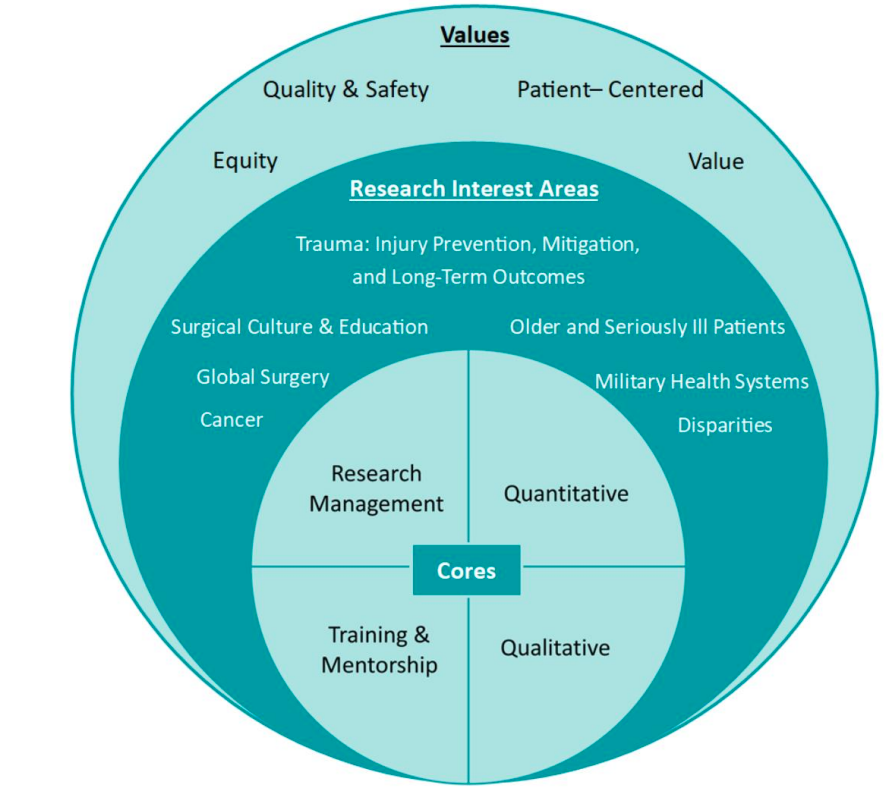 Values
Quality & Safety
Patient– Centered
Equity
Value
Research Interest Areas
Trauma: Injury Prevention, Mitigation,
and Long-Term Outcomes
Surgical Culture & Education
Older and Seriously Ill Patients
Global Surgery
Military Health Systems
Cancer
Disparities
Research
Management
Quantitative
Cores
Training &
Mentorship
Qualitative